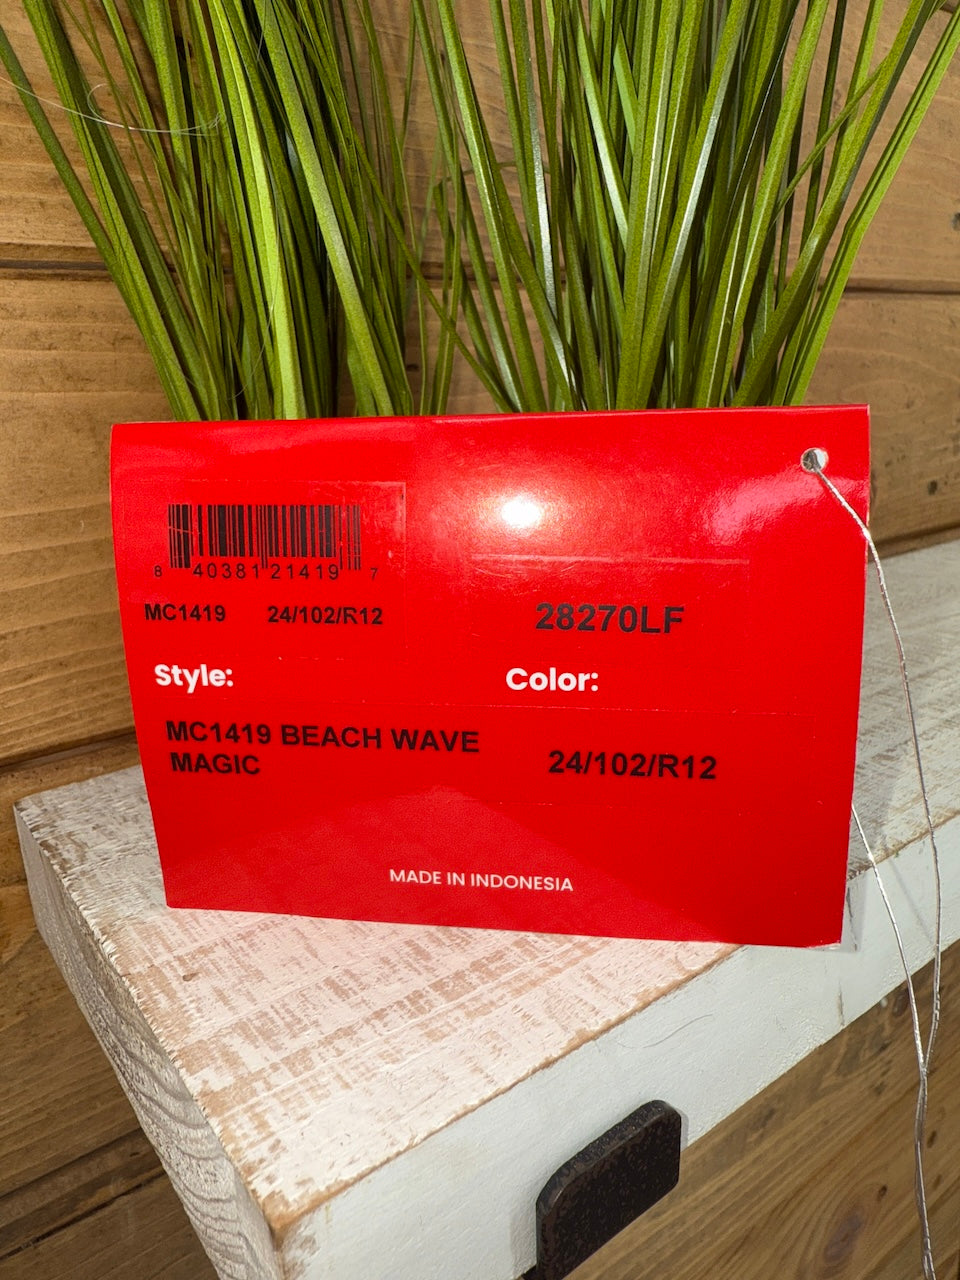 8 40381 21419 7
MC1419 24/102/R12
28270LF
Style:
Color:
MC1419 BEACH WAVE
MAGIC
24/102/R12
MADE IN INDONESIA